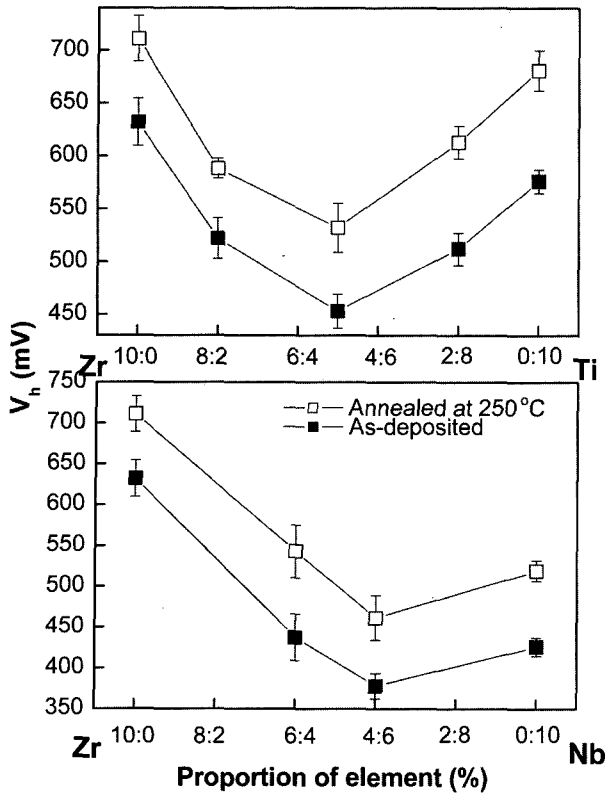 700
650
600
550
500
450
Zr 10:0 8:2 6:4 4:6 2:8 0:10 Ti
V_h (mV)
750
700
650
600
550
500
450
400
350
Annealed at 250 °C
As-deposited
Zr 10:0 8:2 6:4 4:6 2:8 0:10 Nb
Proportion of element (%)